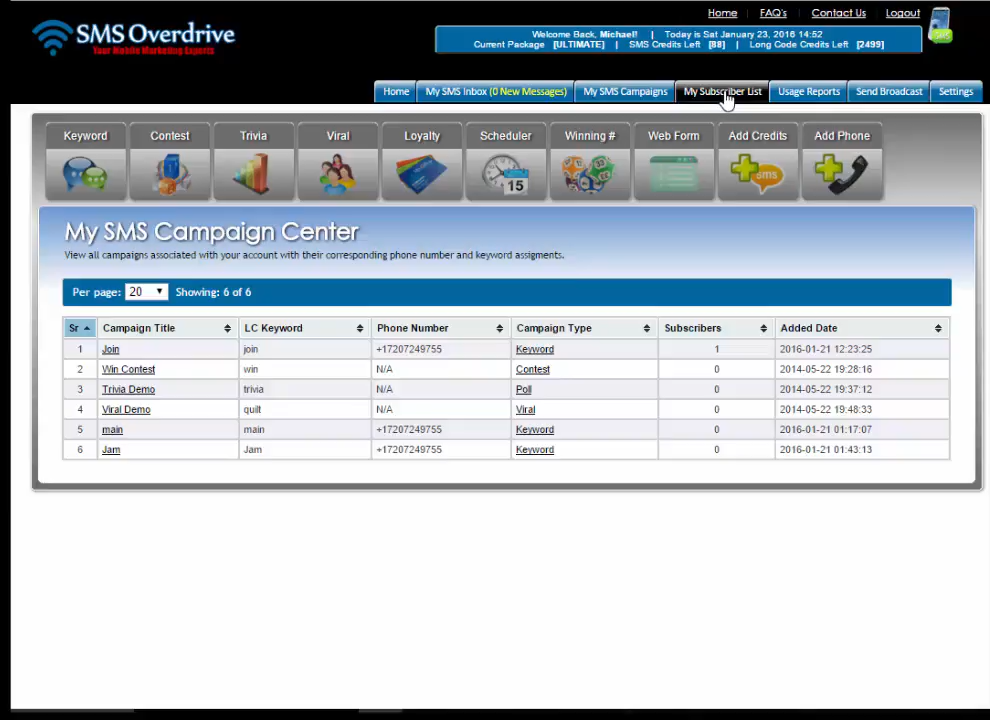 Home FAQ's Contact Us Logout
SMS Overdrive
Your Mobile Marketing Experts
Welcome Back, Michael! | Today is Sat January 23, 2016 14:52
Current Package [ULTIMATE] | SMS Credits Left [88] | Long Code Credits Left [2499]
SMS
Home My SMS Inbox (0 New Messages) My SMS Campaigns My Subscriber List Usage Reports Send Broadcast Settings
Keyword Contest Trivia Viral Loyalty Scheduler Winning # Web Form Add Credits Add Phone
15 sms
My SMS Campaign Center
View all campaigns associated with your account with their corresponding phone number and keyword assigments.
Per page: 20 Showing: 6 of 6
Sr Campaign Title LC Keyword Phone Number Campaign Type Subscribers Added Date
1 Join join +17207249755 Keyword 1 2016-01-21 12:23:25
2 Win Contest win N/A Contest 0 2014-05-22 19:28:16
3 Trivia Demo trivia N/A Poll 0 2014-05-22 19:37:12
4 Viral Demo quilt N/A Viral 0 2014-05-22 19:48:33
5 main main +17207249755 Keyword 0 2016-01-21 01:17:07
6 Jam Jam +17207249755 Keyword 0 2016-01-21 01:43:13